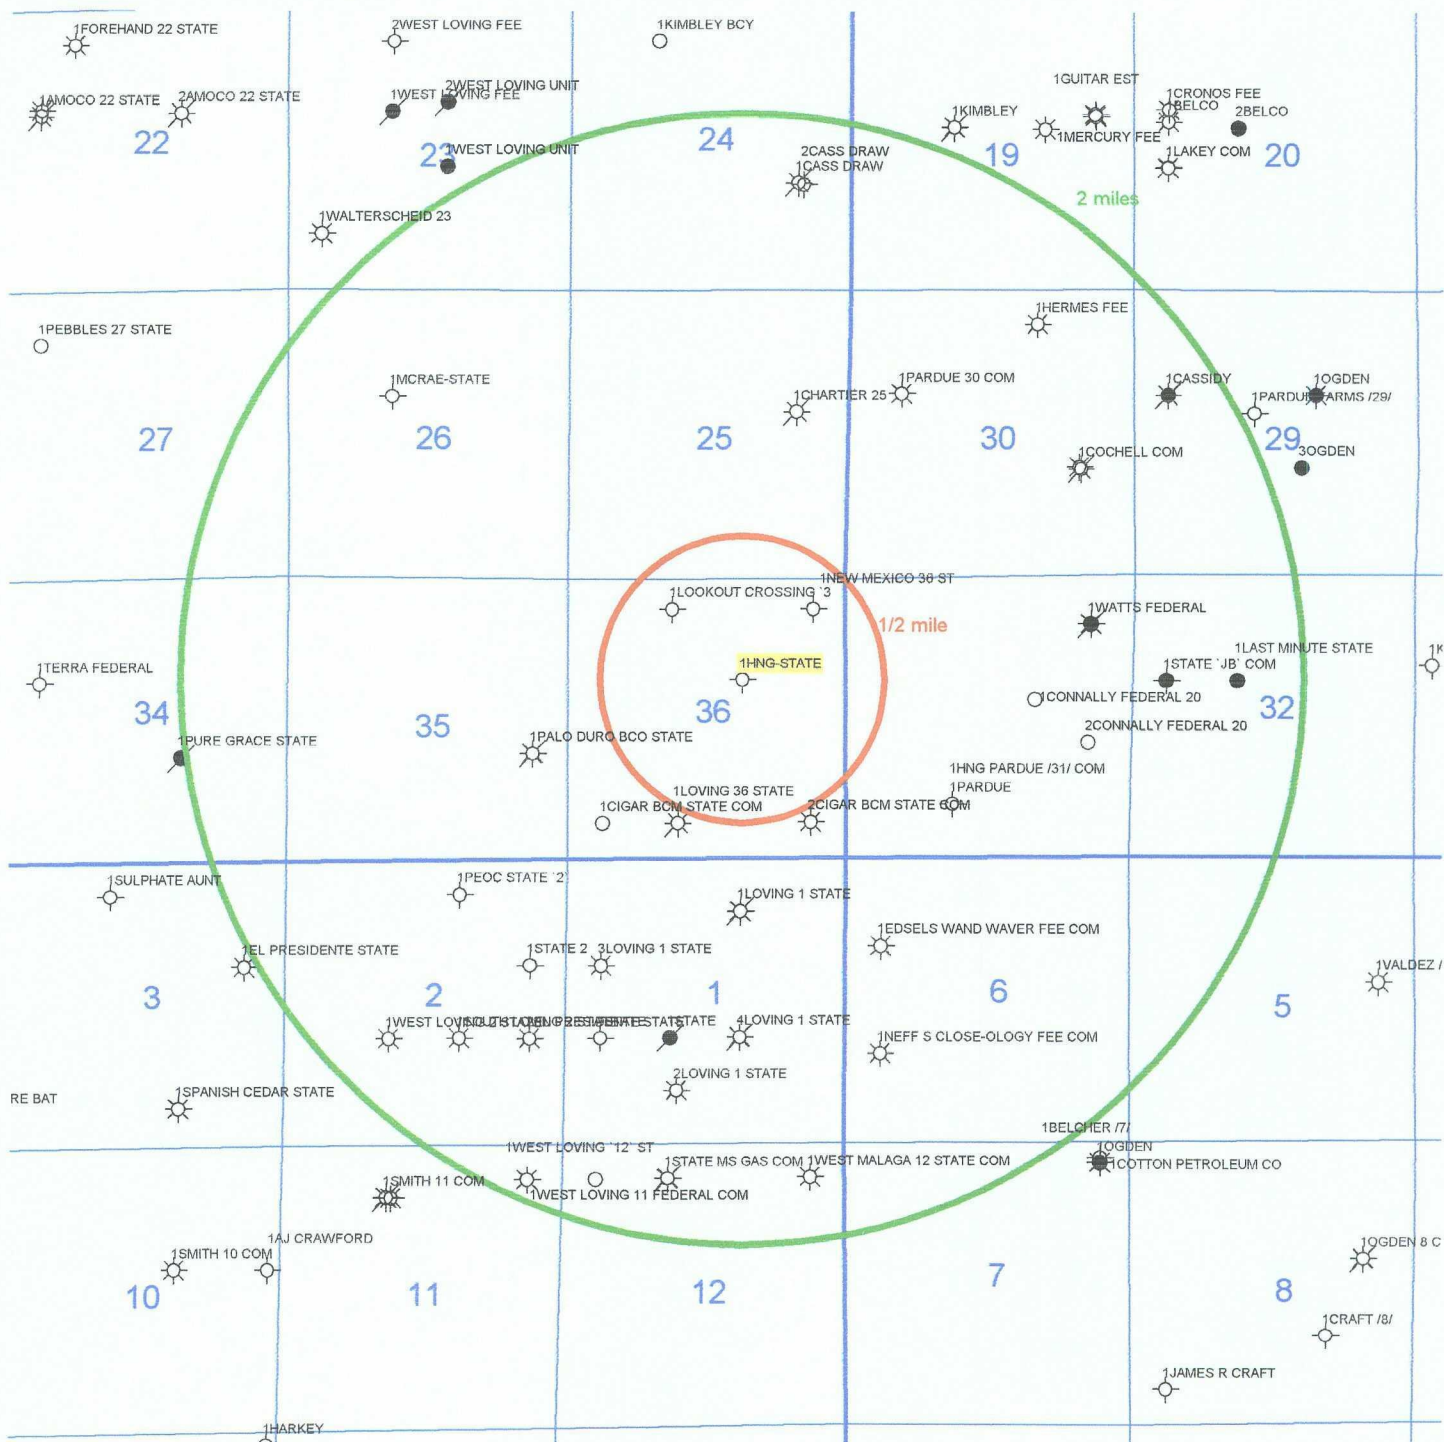 1FOREHAND 22 STATE
2WEST LOVING FEE
1KIMBLEY BCY
1GUITAR EST
1AMOCO 22 STATE
2AMOCO 22 STATE
1WEST LOVING FEE
2WEST LOVING UNIT
1KIMBLEY
1CRONOS FEE
BELCO
2BELCO
1MERCURY FEE
22
23
24
19
20
1WEST LOVING UNIT
2CASS DRAW
1CASS DRAW
1LAKEY COM
2 miles
1WALTERSCHEID 23
1HERMES FEE
1PEBBLES 27 STATE
1MCRAE-STATE
1CHARTIER 25
1PARDUE 30 COM
1CASSIDY
1OGDEN
1PARDUE FARMS /29/
27
26
25
30
29
1COCHELL COM
3OGDEN
1LOOKOUT CROSSING `3
1NEW MEXICO 36 ST
1WATTS FEDERAL
1/2 mile
1TERRA FEDERAL
1HNG-STATE
1LAST MINUTE STATE
1STATE `JB` COM
1K
1CONNALLY FEDERAL 20
34
35
36
32
1PURE GRACE STATE
1PALO DURO BCO STATE
2CONNALLY FEDERAL 20
1HNG PARDUE /31/ COM
1PARDUE
1LOVING 36 STATE
1CIGAR BCM STATE COM
2CIGAR BCM STATE COM
1SULPHATE AUNT
1PEOC STATE `2`
1LOVING 1 STATE
1EDSELS WAND WAVER FEE COM
1EL PRESIDENTE STATE
1STATE 2
3LOVING 1 STATE
1VALDEZ /
3
2
1
6
5
1WEST LOVING 2 STATE
1STATE
4LOVING 1 STATE
1NEFF S CLOSE-OLOGY FEE COM
2LOVING 1 STATE
RE BAT
1SPANISH CEDAR STATE
1BELCHER /7/
1WEST LOVING `12` ST
1OGDEN
1STATE MS GAS COM
1WEST MALAGA 12 STATE COM
1COTTON PETROLEUM CO
1SMITH 11 COM
1WEST LOVING 11 FEDERAL COM
1AJ CRAWFORD
1SMITH 10 COM
1OGDEN 8 C
10
11
12
7
8
1CRAFT /8/
1JAMES R CRAFT
1HARKEY